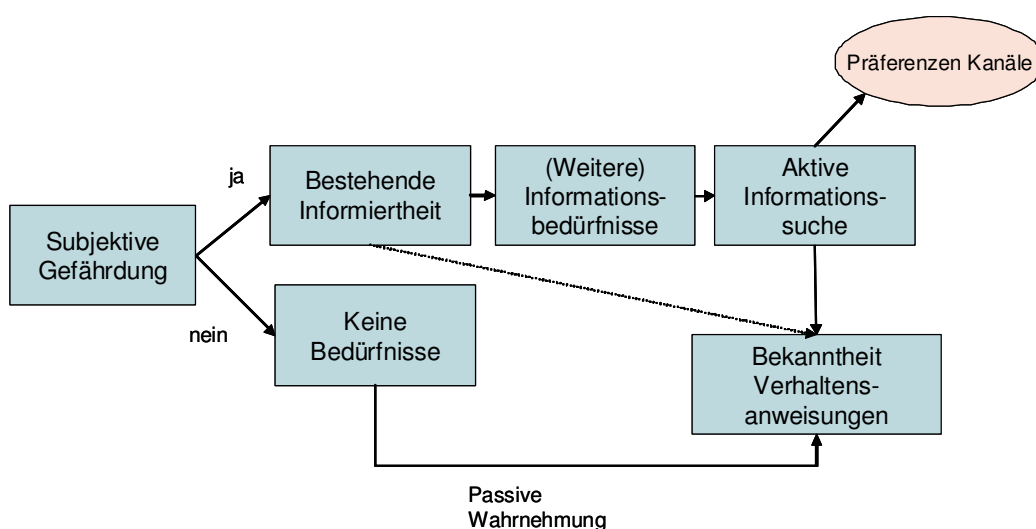 Präferenzen Kanäle
ja
Bestehende
Informiertheit
(Weitere)
Informations-
bedürfnisse
Aktive
Informations-
suche
Subjektive
Gefährdung
nein
Keine
Bedürfnisse
Bekanntheit
Verhaltens-
anweisungen
Passive
Wahrnehmung